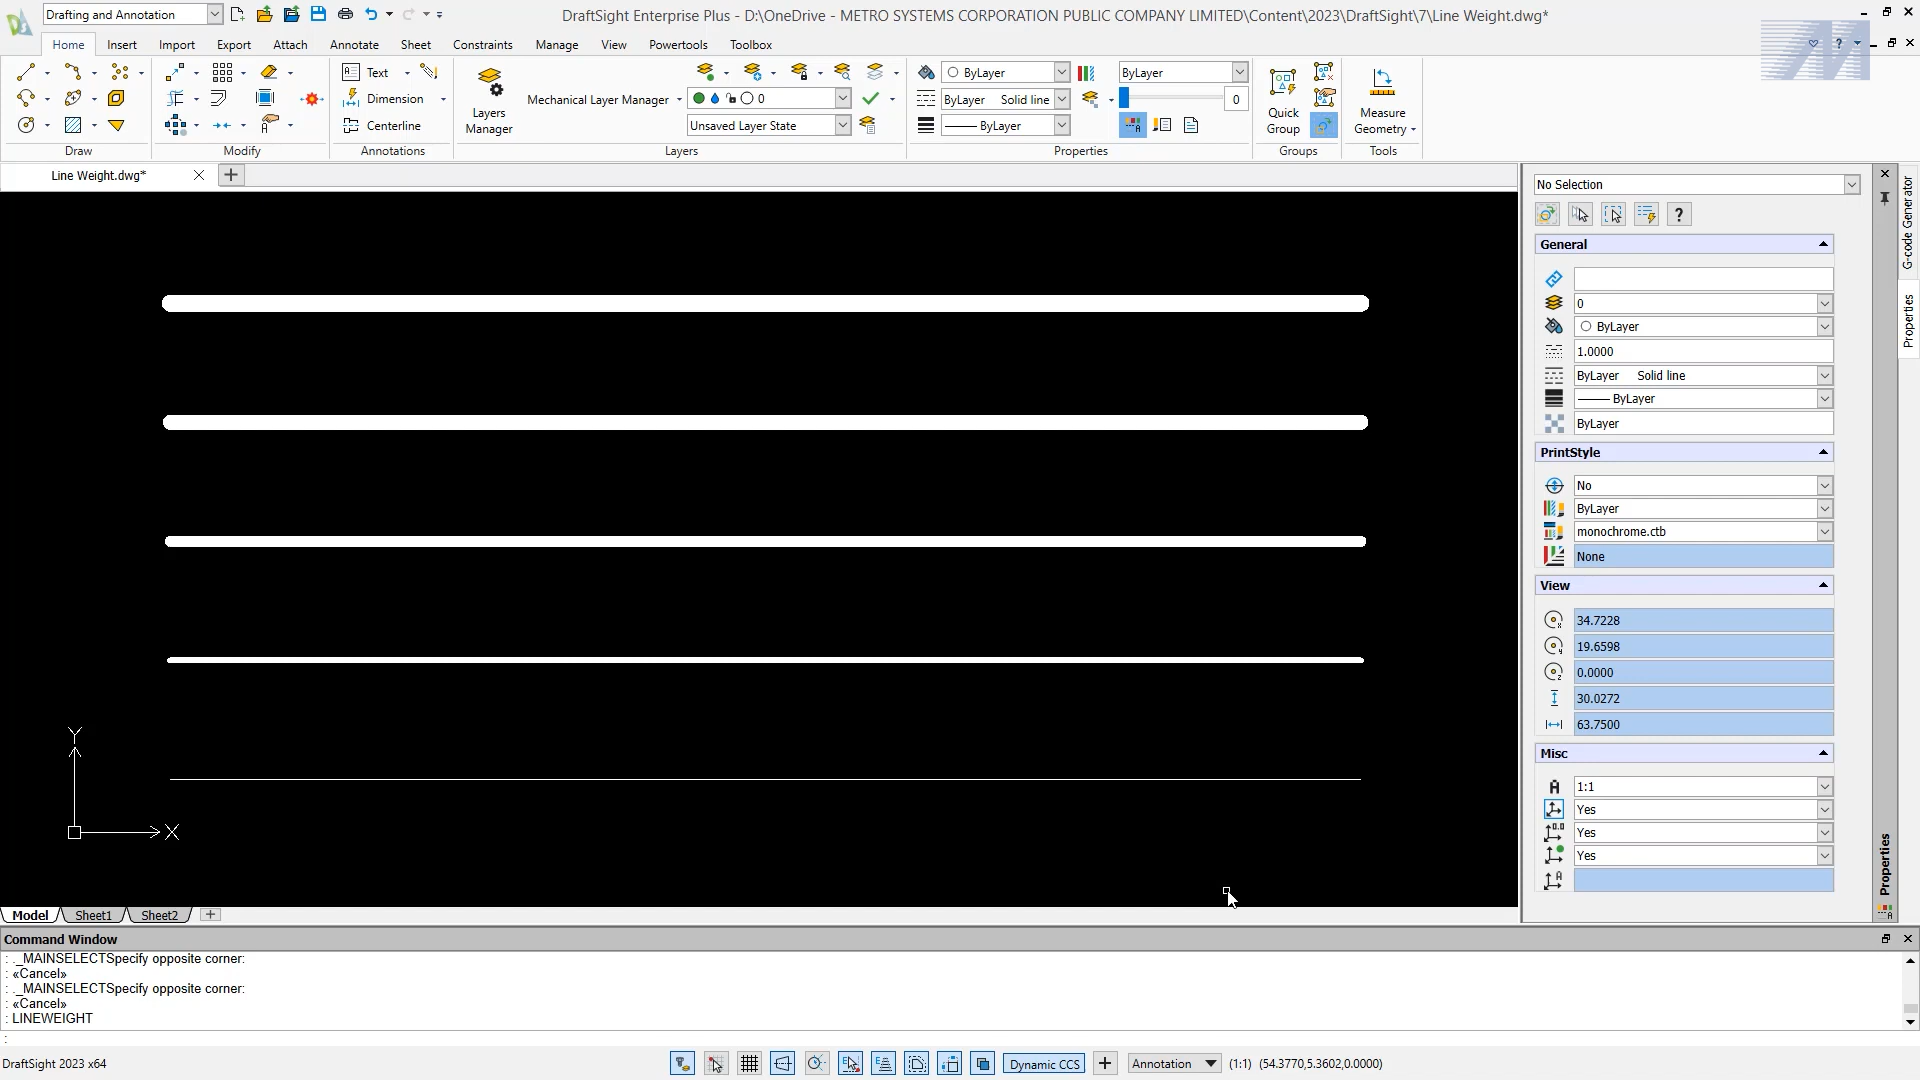 Drafting and Annotation
DraftSight Enterprise Plus - D:\OneDrive - METRO SYSTEMS CORPORATION PUBLIC COMPANY LIMITED\Content\2023\DraftSight\7\Line Weight.dwg*
Home Insert Import Export Attach Annotate Sheet Constraints Manage View Powertools Toolbox
Text
Dimension
Centerline
Layers
Manager
Mechanical Layer Manager
0
Unsaved Layer State
ByLayer
ByLayer Solid line
ByLayer
ByLayer
0
Quick
Group
Measure
Geometry
Draw Modify Annotations Layers Properties Groups Tools
Line Weight.dwg*
No Selection
G-code Generator
Properties
General
0
ByLayer
1.0000
ByLayer Solid line
ByLayer
ByLayer
PrintStyle
No
ByLayer
monochrome.ctb
None
View
34.7228
19.6598
0.0000
30.0272
63.7500
Misc
1:1
Yes
Yes
Yes
Properties
Y
X
Model Sheet1 Sheet2
Command Window
: ._MAINSELECTSpecify opposite corner:
: «Cancel»
: ._MAINSELECTSpecify opposite corner:
: «Cancel»
: LINEWEIGHT
:
DraftSight 2023 x64
Dynamic CCS
Annotation
(1:1) (54.3770,5.3602,0.0000)